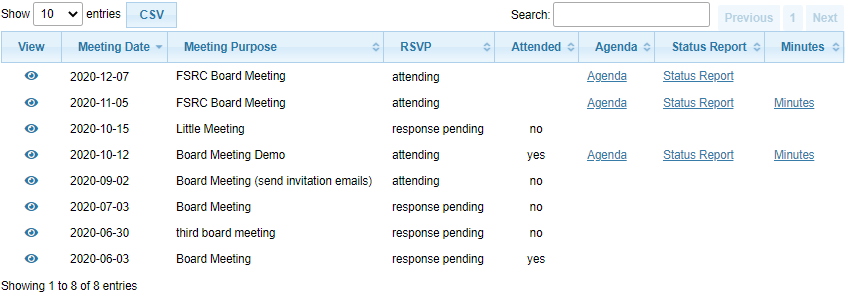 Show 10 entries CSV Search: Previous 1 Next
View Meeting Date Meeting Purpose RSVP Attended Agenda Status Report Minutes
2020-12-07 FSRC Board Meeting attending Agenda Status Report
2020-11-05 FSRC Board Meeting attending Agenda Status Report Minutes
2020-10-15 Little Meeting response pending no
2020-10-12 Board Meeting Demo attending yes Agenda Status Report Minutes
2020-09-02 Board Meeting (send invitation emails) attending no
2020-07-03 Board Meeting response pending no
2020-06-30 third board meeting response pending no
2020-06-03 Board Meeting response pending yes
Showing 1 to 8 of 8 entries